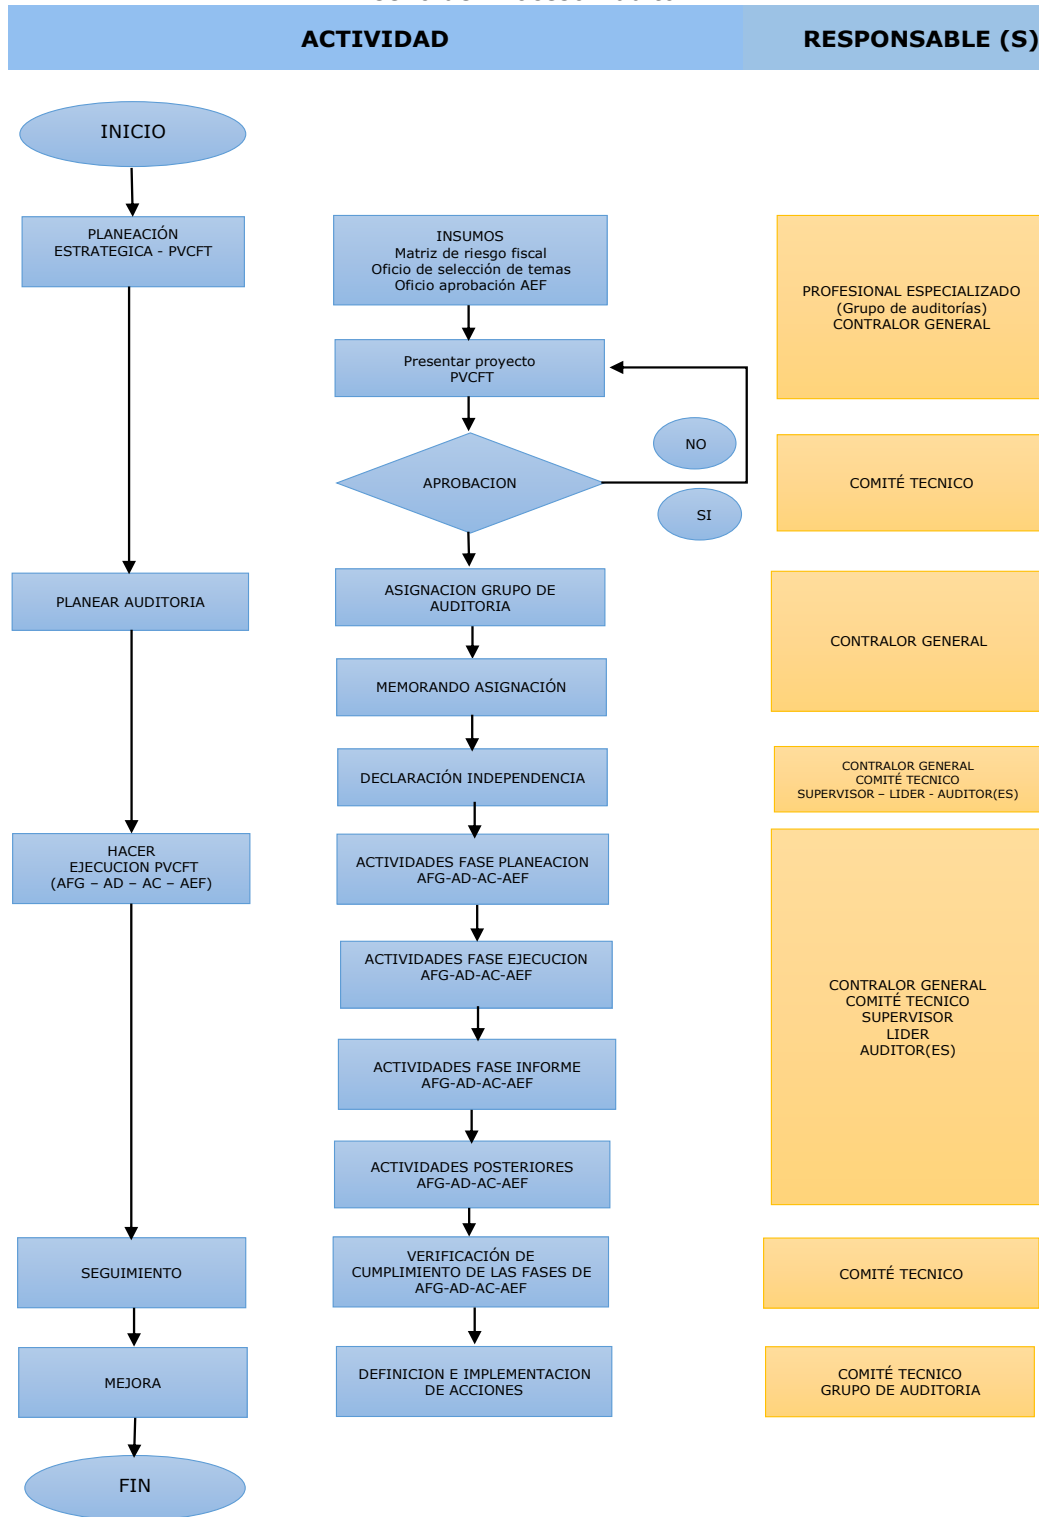 ACTIVIDAD
RESPONSABLE (S)
INICIO
PLANEACIÓN
ESTRATEGICA - PVCFT
INSUMOS
Matriz de riesgo fiscal
Oficio de selección de temas
Oficio aprobación AEF
PROFESIONAL ESPECIALIZADO
(Grupo de auditorías)
CONTRALOR GENERAL
Presentar proyecto
PVCFT
NO
APROBACION
COMITÉ TECNICO
SI
PLANEAR AUDITORIA
ASIGNACION GRUPO DE
AUDITORIA
CONTRALOR GENERAL
MEMORANDO ASIGNACIÓN
DECLARACIÓN INDEPENDENCIA
CONTRALOR GENERAL
COMITÉ TECNICO
SUPERVISOR – LIDER - AUDITOR(ES)
HACER
EJECUCION PVCFT
(AFG – AD – AC – AEF)
ACTIVIDADES FASE PLANEACION
AFG-AD-AC-AEF
ACTIVIDADES FASE EJECUCION
AFG-AD-AC-AEF
CONTRALOR GENERAL
COMITÉ TECNICO
SUPERVISOR
LIDER
AUDITOR(ES)
ACTIVIDADES FASE INFORME
AFG-AD-AC-AEF
ACTIVIDADES POSTERIORES
AFG-AD-AC-AEF
SEGUIMIENTO
VERIFICACIÓN DE
CUMPLIMIENTO DE LAS FASES DE
AFG-AD-AC-AEF
COMITÉ TECNICO
MEJORA
DEFINICION E IMPLEMENTACION
DE ACCIONES
COMITÉ TECNICO
GRUPO DE AUDITORIA
FIN